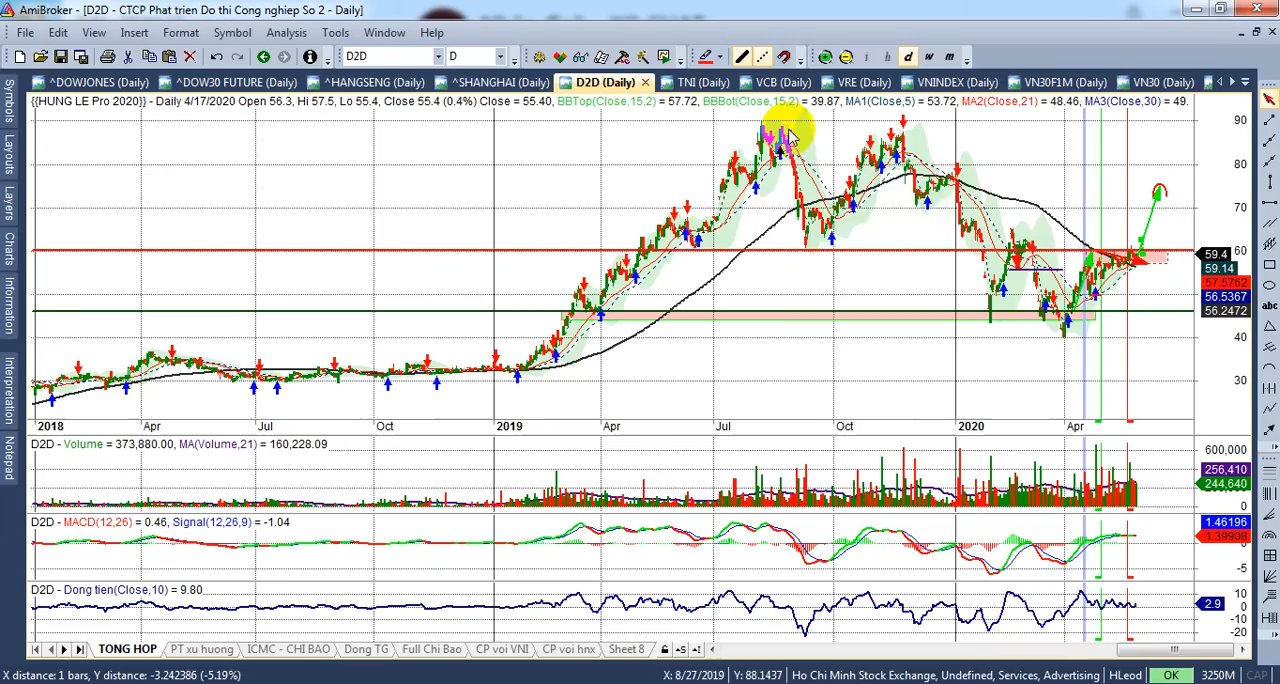 AmiBroker - [D2D - CTCP Phat trien Do thi Cong nghiep So 2 - Daily]
File Edit View Insert Format Symbol Analysis Tools Window Help
D2D D h d w m
^DOWJONES (Daily) ^DOW30 FUTURE (Daily) ^HANGSENG (Daily) ^SHANGHAI (Daily) D2D (Daily) TNI (Daily) VCB (Daily) VRE (Daily) VNINDEX (Daily) VN30F1M (Daily) VN30 (Daily)
{{HUNG LE Pro 2020}} - Daily 4/17/2020 Open 56.3, Hi 57.5, Lo 55.4, Close 55.4 (0.4%) Close = 55.40, BBTop(Close,15,2) = 57.72, BBBot(Close,15,2) = 39.87, MA1(Close,5) = 53.72, MA2(Close,21) = 48.46, MA3(Close,30) = 49.
Symbols
Layouts
Layers
Charts
Information
Interpretation
Notepad
90
80
70
60
59.4
59.14
57.5762
56.5367
56.2472
40
30
abc
2018 Apr Jul Oct 2019 Apr Jul Oct 2020 Apr
D2D - Volume = 373,880.00, MA(Volume,21) = 160,228.09
600,000
256,410
244,640
D2D - MACD(12,26) = 0.46, Signal(12,26,9) = -1.04
1.46196
1.39908
-5
D2D - Dong tien(Close,10) = 9.80
10
2.9
0
-10
-20
TONG HOP PT xu huong ICMC - CHI BAO Dong TG Full Chi Bao CP voi VNI CP voi hnx Sheet 8
X distance: 1 bars, Y distance: -3.242386 (-5.19%) X: 8/27/2019 Y: 88.1437 Ho Chi Minh Stock Exchange, Undefined, Services, Advertising HLeod OK 3250M CAP